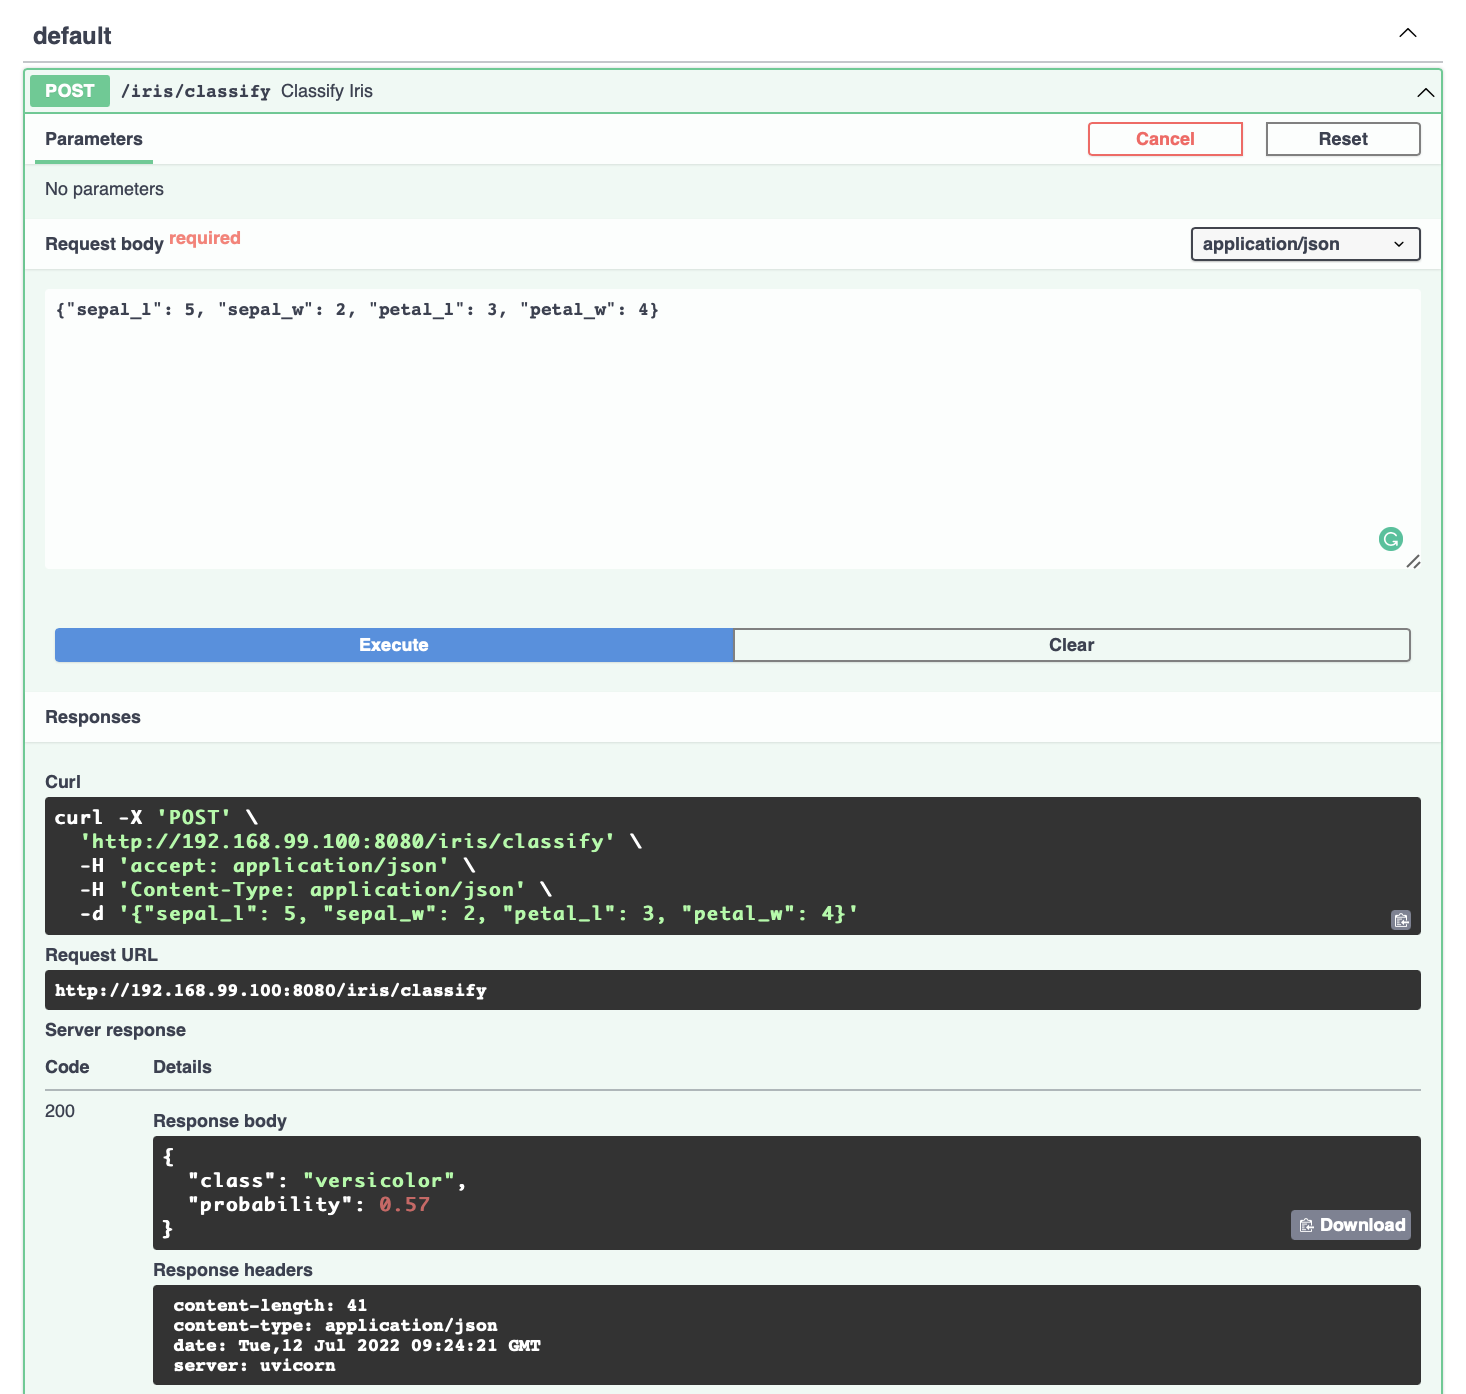 default
POST /iris/classify Classify Iris
Parameters
Cancel
Reset
No parameters
Request body required
application/json
{"sepal_l": 5, "sepal_w": 2, "petal_l": 3, "petal_w": 4}
Execute
Clear
Responses
Curl
curl -X 'POST' \
'http://192.168.99.100:8080/iris/classify' \
-H 'accept: application/json' \
-H 'Content-Type: application/json' \
-d '{"sepal_l": 5, "sepal_w": 2, "petal_l": 3, "petal_w": 4}'
Request URL
http://192.168.99.100:8080/iris/classify
Server response
Code Details
200
Response body
{
"class": "versicolor",
"probability": 0.57
}
Download
Response headers
content-length: 41
content-type: application/json
date: Tue,12 Jul 2022 09:24:21 GMT
server: uvicorn